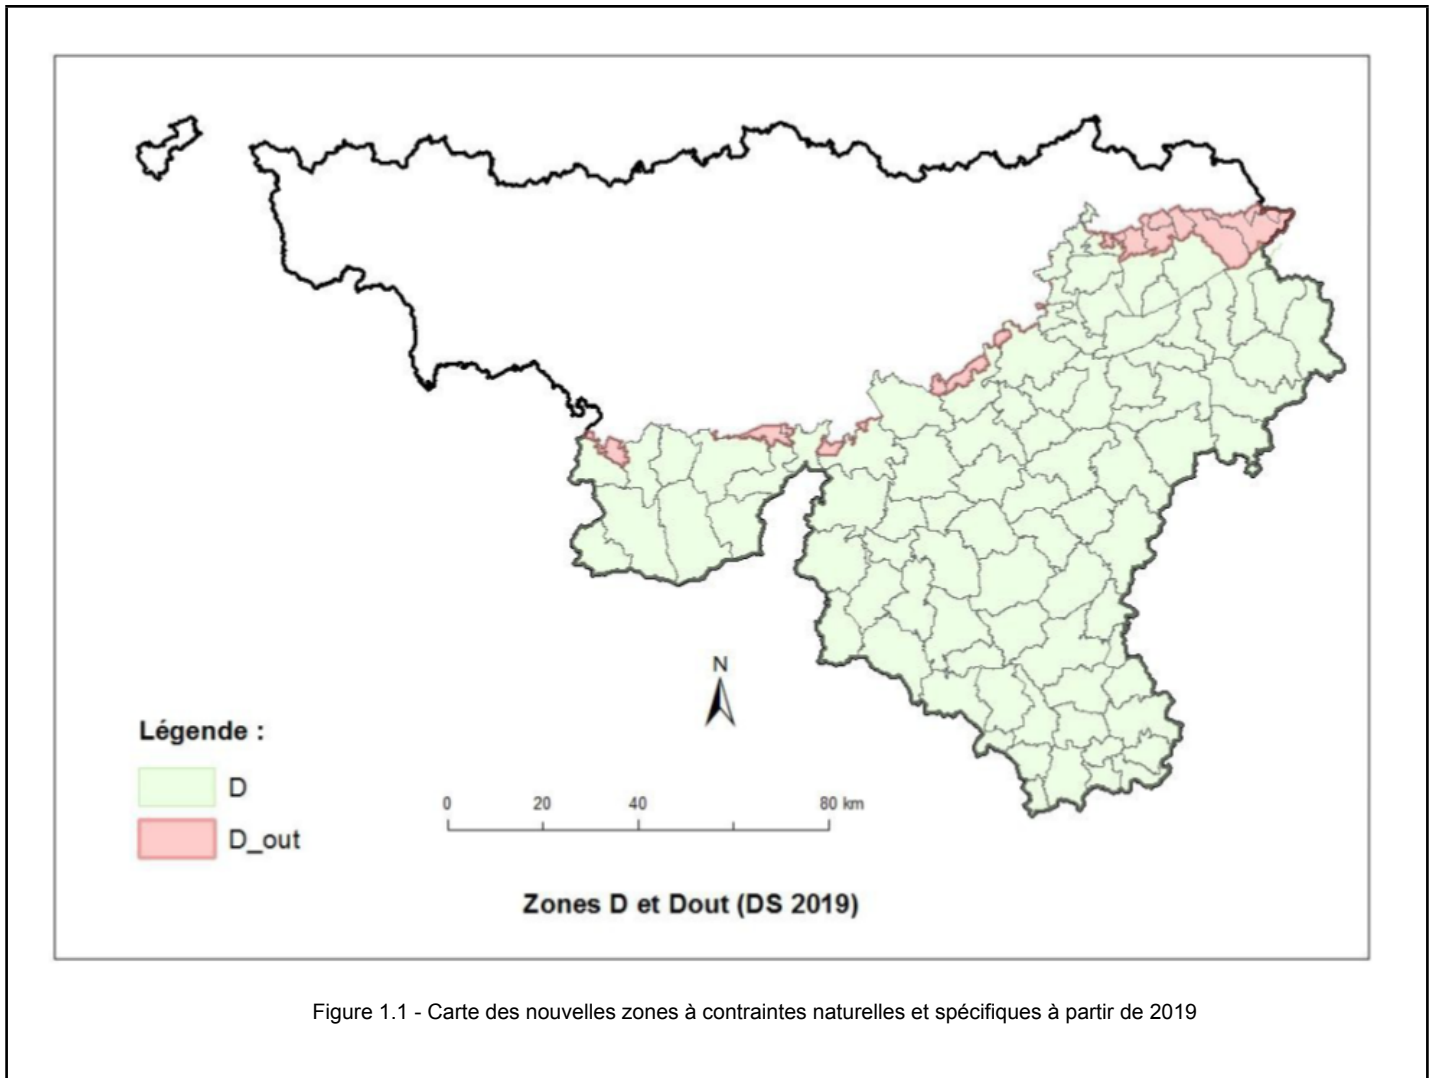 N
Légende :
D
D_out
0 20 40 80 km
Zones D et Dout (DS 2019)
Figure 1.1 - Carte des nouvelles zones à contraintes naturelles et spécifiques à partir de 2019